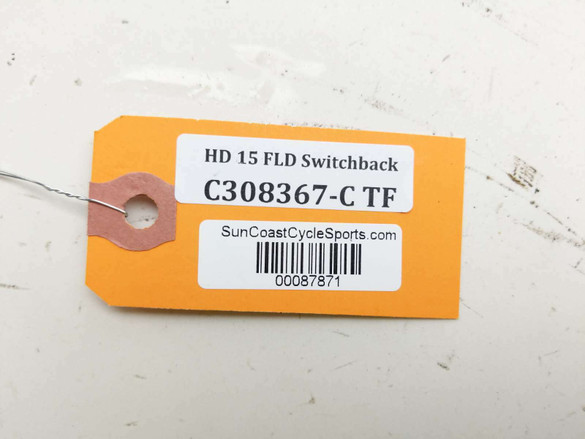 HD 15 FLD Switchback
C308367-C TF
SunCoastCycleSports.com
00087871